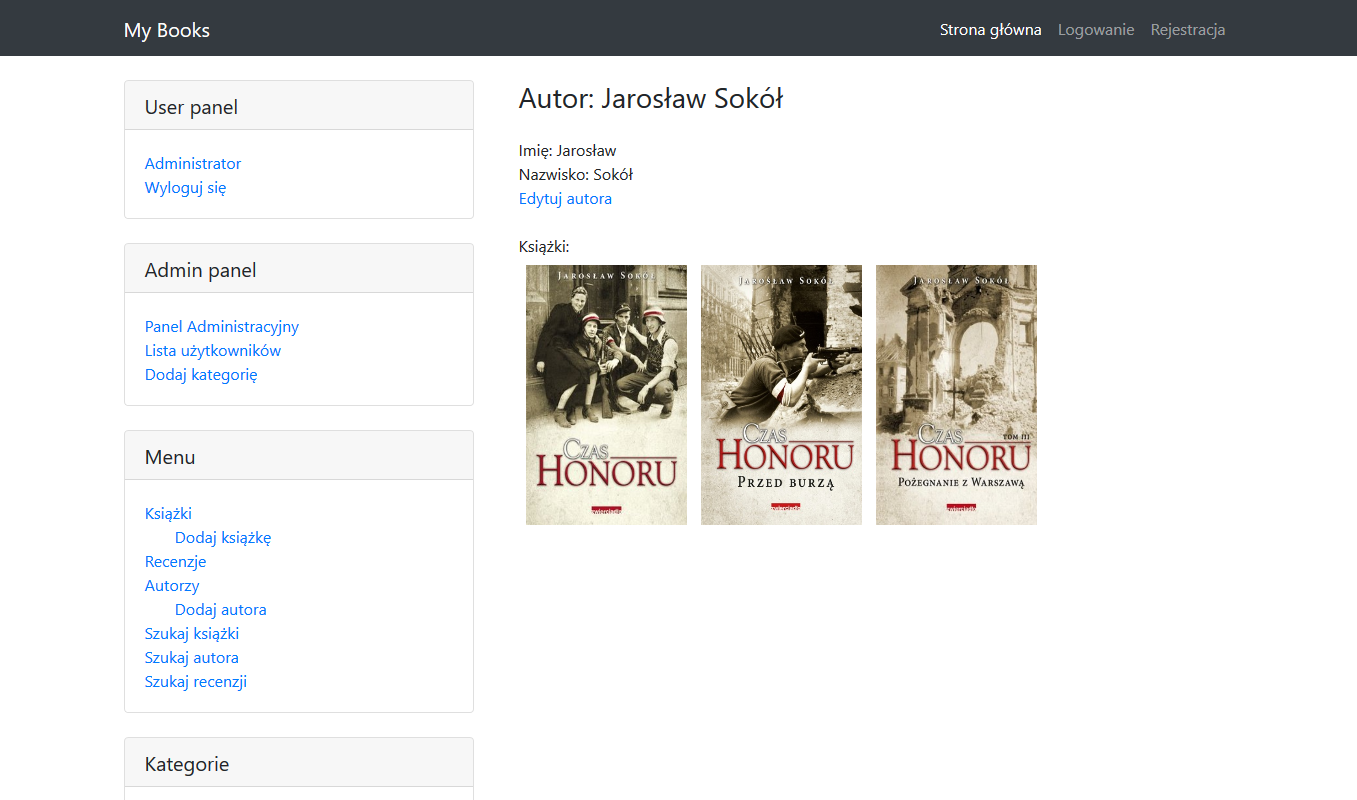 My Books
Strona główna
Logowanie
Rejestracja
User panel
Administrator
Wyloguj się
Admin panel
Panel Administracyjny
Lista użytkowników
Dodaj kategorię
Menu
Książki
Dodaj książkę
Recenzje
Autorzy
Dodaj autora
Szukaj książki
Szukaj autora
Szukaj recenzji
Kategorie
Autor: Jarosław Sokół
Imię: Jarosław
Nazwisko: Sokół
Edytuj autora
Książki:
Jarosław Sokół
Czas
Honoru
Jarosław Sokół
Czas
Honoru
Przed burzą
Jarosław Sokół
Czas
Tom III
Honoru
Pożegnanie z Warszawą